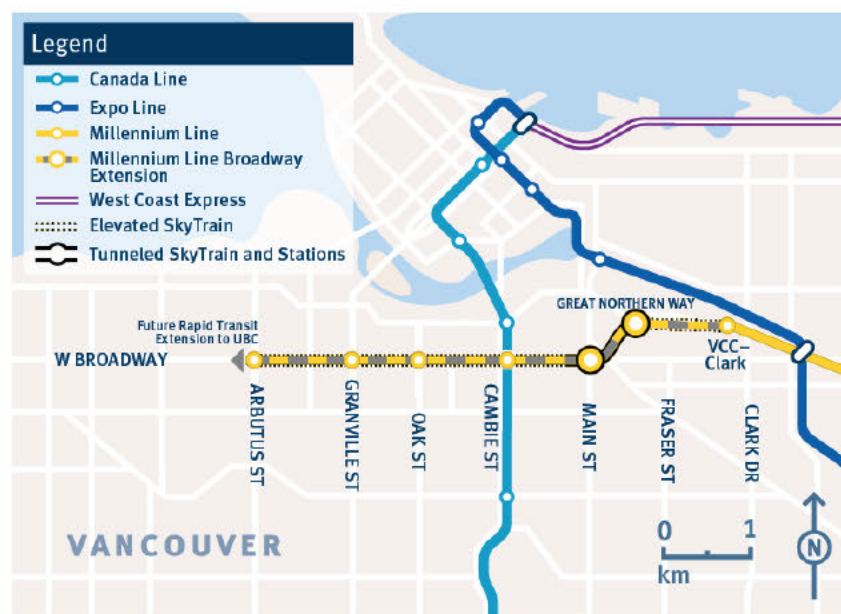 Legend
Canada Line
Expo Line
Millennium Line
Millennium Line Broadway
Extension
West Coast Express
Elevated SkyTrain
Tunneled SkyTrain and Stations
GREAT NORTHERN WAY
Future Rapid Transit
Extension to UBC
W BROADWAY
VCC–
Clark
ARBUTUS ST
GRANVILLE ST
OAK ST
CAMBIE ST
MAIN ST
FRASER ST
CLARK DR
VANCOUVER
0 1
km
N